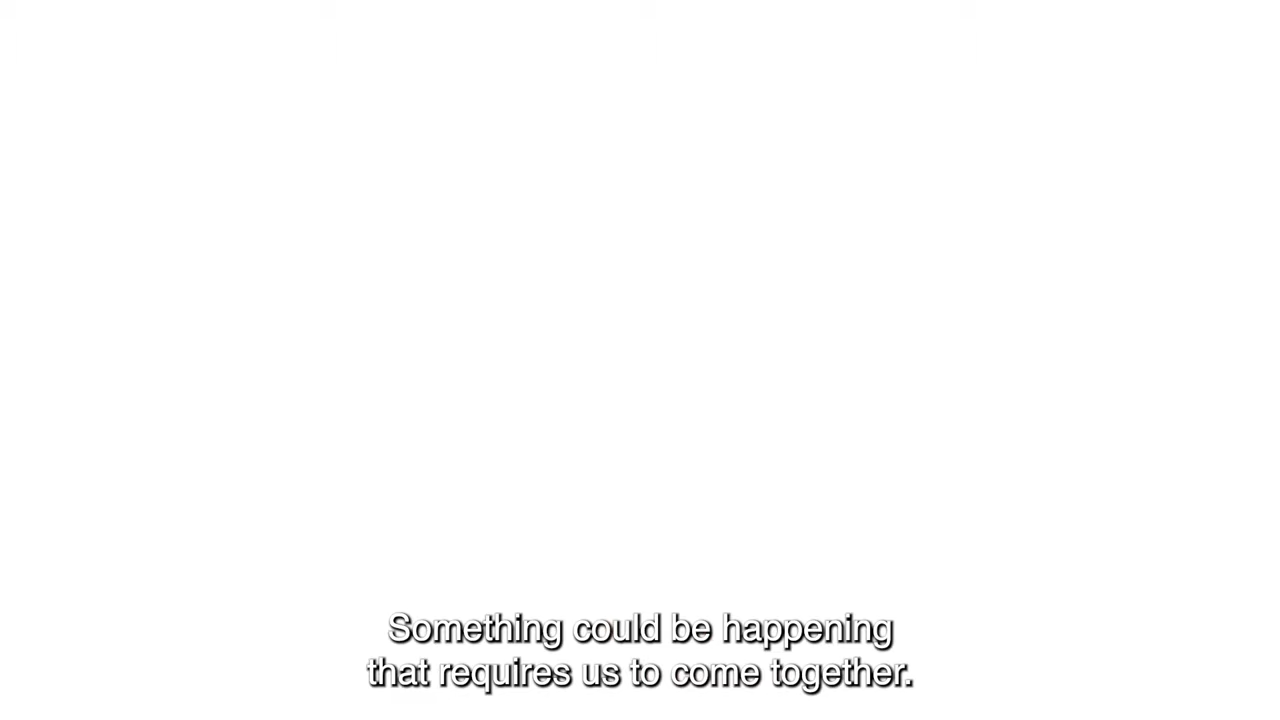 Something could be happening
that requires us to come together.